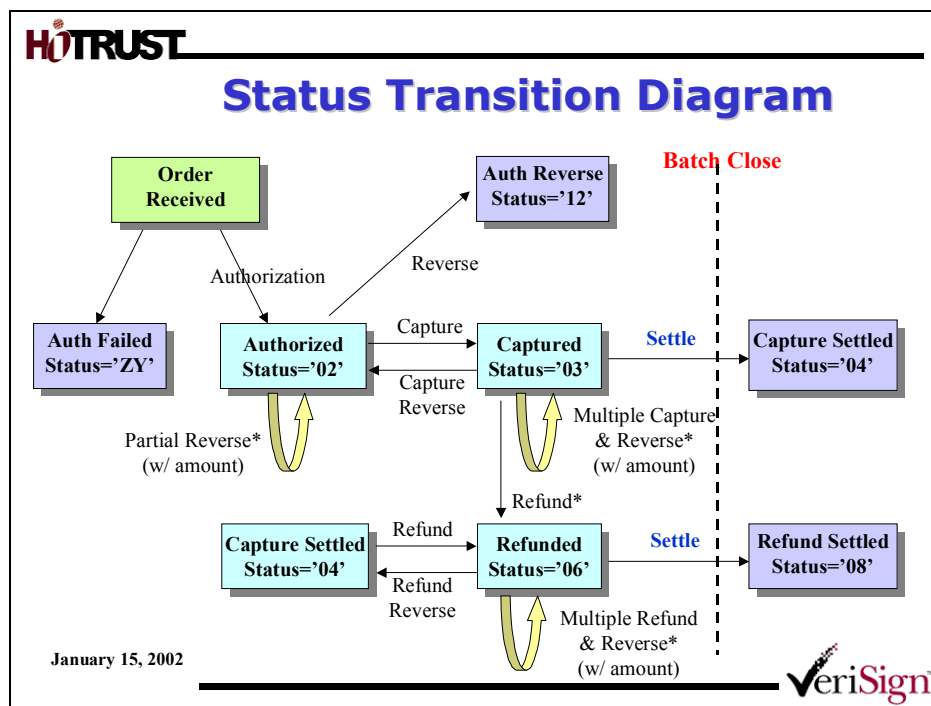 HiTRUST
Status Transition Diagram
Batch Close
Order
Received
Auth Reverse
Status=’12’
Authorization
Reverse
Auth Failed
Status=’ZY’
Authorized
Status=’02’
Capture
Capture
Reverse
Captured
Status=’03’
Settle
Capture Settled
Status=’04’
Partial Reverse*
(w/ amount)
Multiple Capture
& Reverse*
(w/ amount)
Refund*
Capture Settled
Status=’04’
Refund
Refund
Reverse
Refunded
Status=’06’
Settle
Refund Settled
Status=’08’
Multiple Refund
& Reverse*
(w/ amount)
January 15, 2002
VeriSign